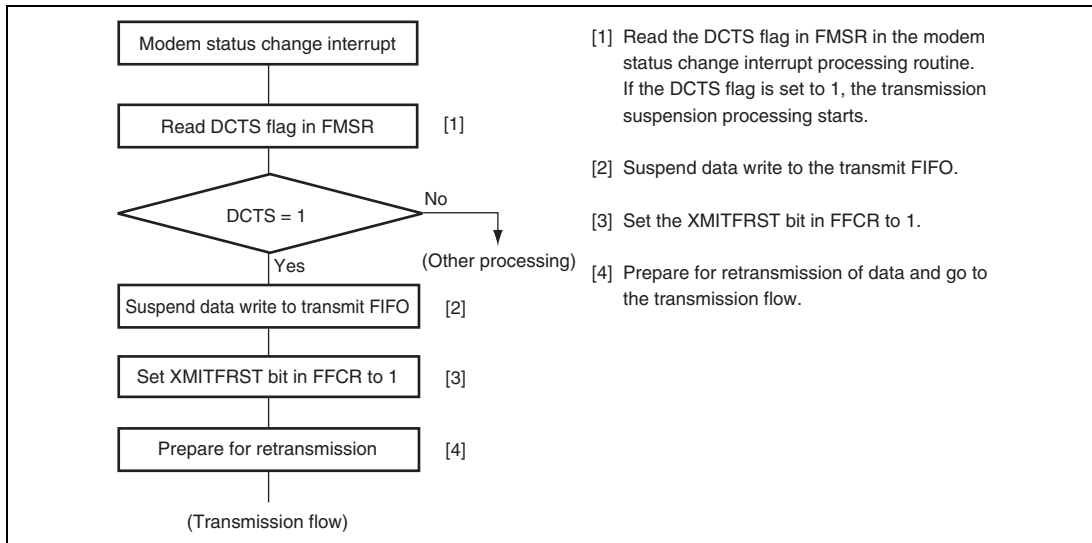 Modem status change interrupt
Read DCTS flag in FMSR
[1]
DCTS = 1
No
(Other processing)
Yes
Suspend data write to transmit FIFO
[2]
Set XMITFRST bit in FFCR to 1
[3]
Prepare for retransmission
[4]
(Transmission flow)
[1] Read the DCTS flag in FMSR in the modem
status change interrupt processing routine.
If the DCTS flag is set to 1, the transmission
suspension processing starts.
[2] Suspend data write to the transmit FIFO.
[3] Set the XMITFRST bit in FFCR to 1.
[4] Prepare for retransmission of data and go to
the transmission flow.